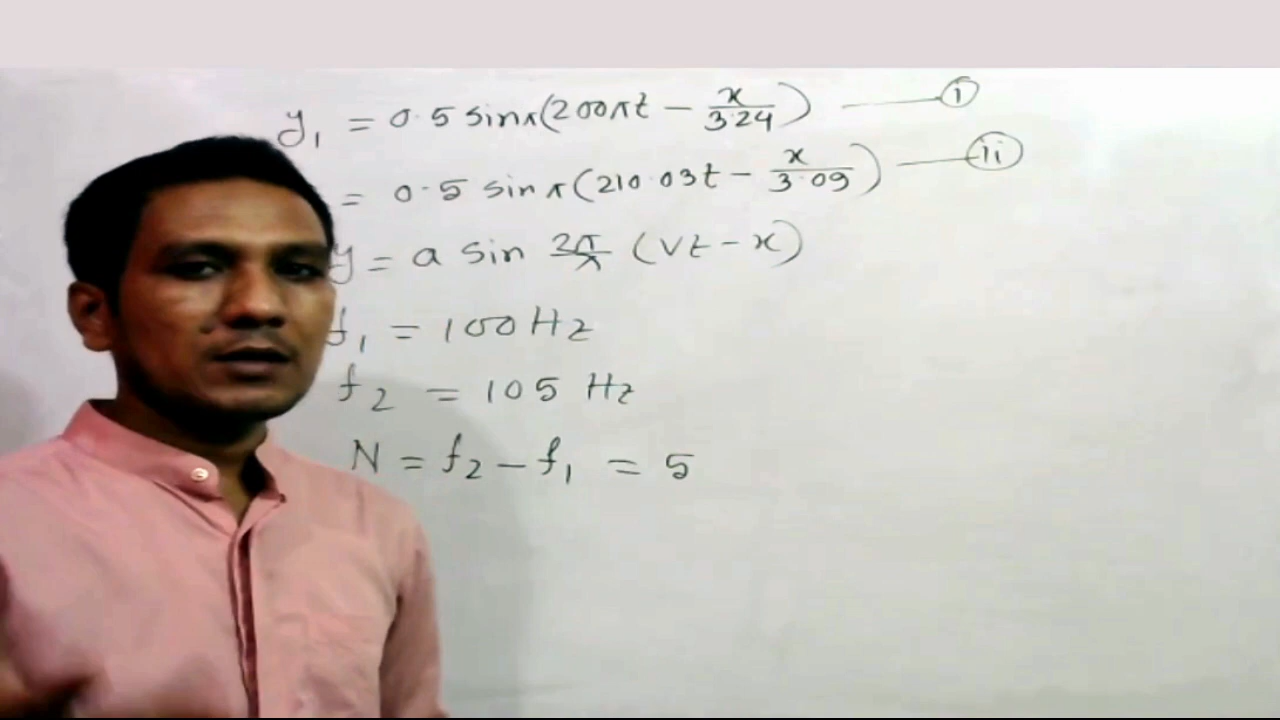 y₁ = 0.5 sinπ(200πt − x/3.24) — (i)
= 0.5 sinπ(210.03t − x/3.09) — (ii)
y = a sin 2π/λ (vt − x)
f₁ = 100 Hz
f₂ = 105 Hz
N = f₂ − f₁ = 5